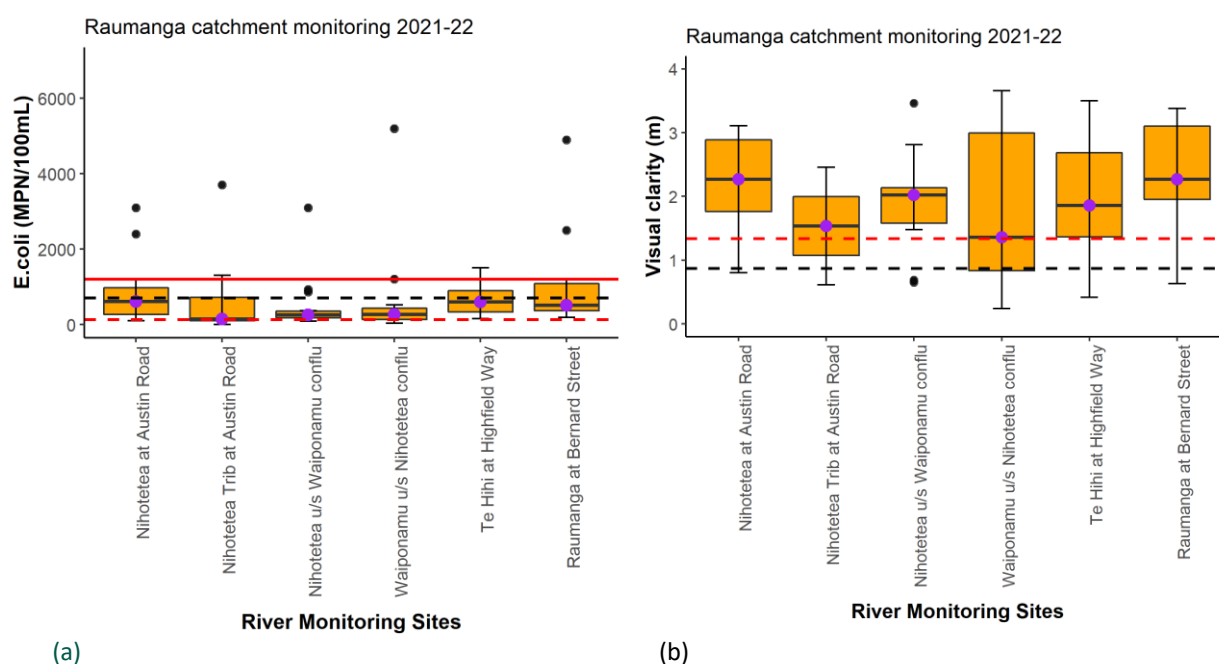 Raumanga catchment monitoring 2021-22
E.coli (MPN/100mL)
6000
4000
2000
0
Nihotetea at Austin Road
Nihotetea Trib at Austin Road
Nihotetea u/s Waiponamu conflu
Waiponamu u/s Nihotetea conflu
Te Hihi at Highfield Way
Raumanga at Bernard Street
River Monitoring Sites
(a)
Raumanga catchment monitoring 2021-22
Visual clarity (m)
4
3
2
1
0
Nihotetea at Austin Road
Nihotetea Trib at Austin Road
Nihotetea u/s Waiponamu conflu
Waiponamu u/s Nihotetea conflu
Te Hihi at Highfield Way
Raumanga at Bernard Street
River Monitoring Sites
(b)